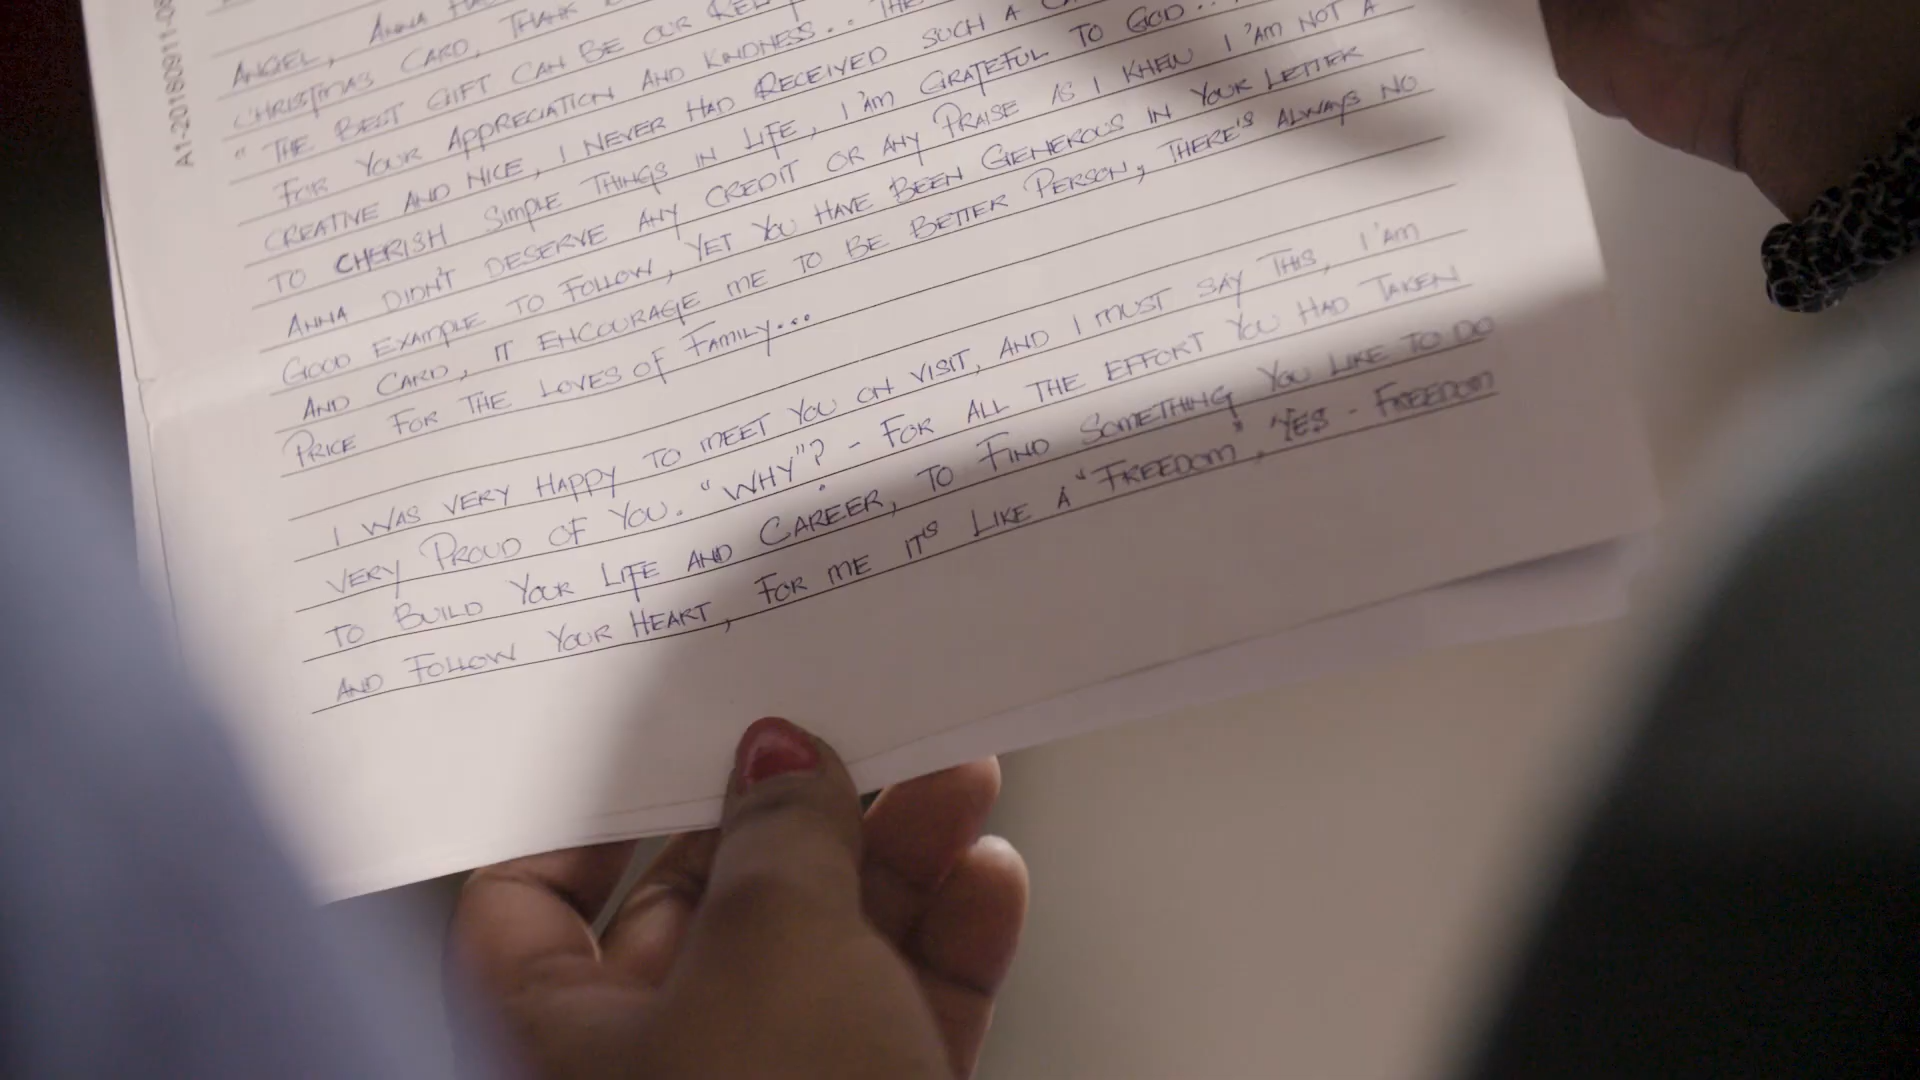 A1-20180811-08
ANGEL, ANNA HA
CHRISTMAS CARD, THANK
"THE BEST GIFT CAN BE OUR REL
FOR YOUR APPRECIATION AND KINDNESS.. THE
CREATIVE AND NICE, I NEVER HAD RECEIVED SUCH A
TO CHERISH SIMPLE THINGS IN LIFE, I'AM GRATEFUL TO GOD..
ANNA DIDN'T DESERVE ANY CREDIT OR ANY PRAISE AS I KNEW I'AM NOT A
GOOD EXAMPLE TO FOLLOW, YET YOU HAVE BEEN GENEROUS IN YOUR LETTER
AND CARD, IT ENCOURAGE ME TO BE BETTER PERSON, THERE'S ALWAYS NO
PRICE FOR THE LOVES OF FAMILY...
I WAS VERY HAPPY TO MEET YOU ON VISIT, AND I MUST SAY THIS, I'AM
VERY PROUD OF YOU. "WHY"? - FOR ALL THE EFFORT YOU HAD TAKEN
TO BUILD YOUR LIFE AND CAREER, TO FIND SOMETHING YOU LIKE TO DO
AND FOLLOW YOUR HEART, FOR ME IT'S LIKE A "FREEDOM". YES - FREEDOM